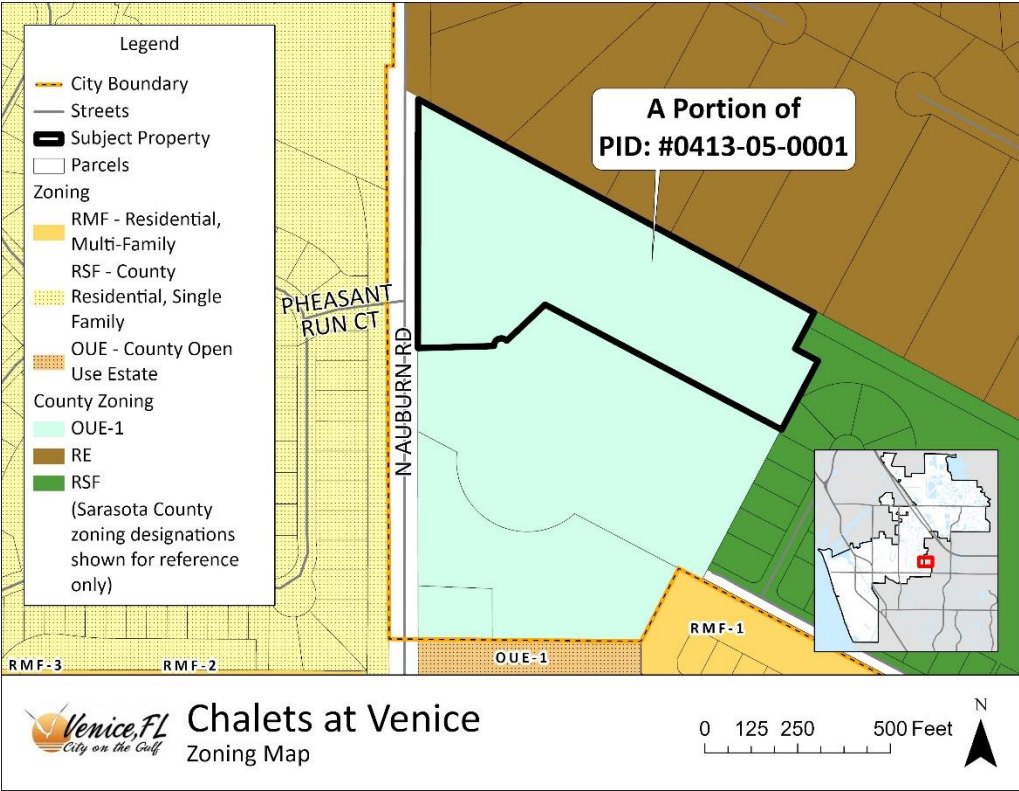 Legend
City Boundary
Streets
Subject Property
Parcels
Zoning
RMF - Residential,
Multi-Family
RSF - County
Residential, Single
Family
OUE - County Open
Use Estate
County Zoning
OUE-1
RE
RSF
(Sarasota County
zoning designations
shown for reference
only)
A Portion of
PID: #0413-05-0001
PHEASANT
RUN CT
N AUBURN RD
RMF-3
RMF-2
OUE-1
RMF-1
Venice, FL
City on the Gulf
Chalets at Venice
Zoning Map
0 125 250 500 Feet
N